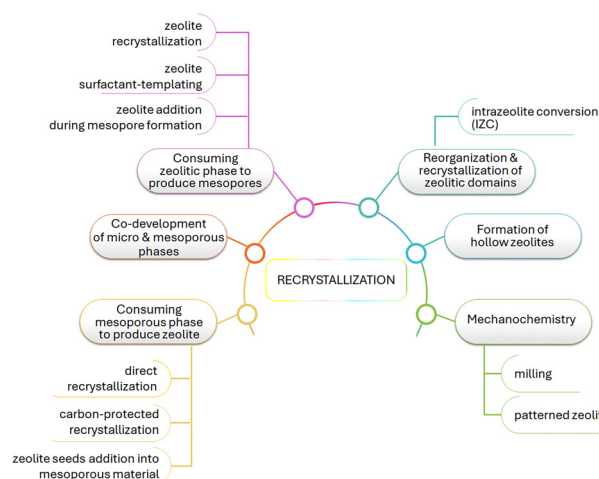 zeolite
recrystallization
zeolite
surfactant-templating
zeolite addition
during mesopore formation
Consuming
zeolitic phase to
produce mesopores
Co-development
of micro & mesoporous
phases
Consuming
mesoporous phase
to produce zeolite
direct
recrystallization
carbon-protected
recrystallization
zeolite seeds addition into
mesoporous material
RECRYSTALLIZATION
intrazeolite conversion
(IZC)
Reorganization &
recrystallization of
zeolitic domains
Formation of
hollow zeolites
Mechanochemistry
milling
patterned